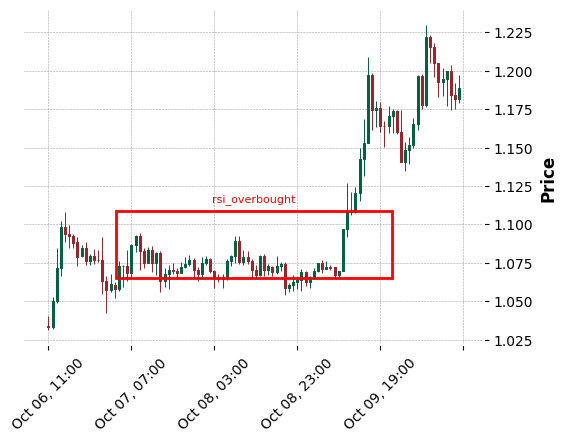 1.225
1.200
1.175
1.150
1.125
1.100
1.075
1.050
1.025
Price
rsi_overbought
Oct 06, 11:00
Oct 07, 07:00
Oct 08, 03:00
Oct 08, 23:00
Oct 09, 19:00